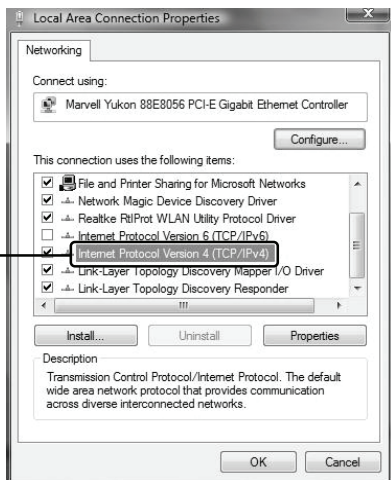 Local Area Connection Properties
Networking
Connect using:
Marvell Yukon 88E8056 PCI-E Gigabit Ethernet Controller
Configure...
This connection uses the following items:
File and Printer Sharing for Microsoft Networks
Network Magic Device Discovery Driver
Realtke RtlProt WLAN Utility Protocol Driver
Internet Protocol Version 6 (TCP/IPv6)
Internet Protocol Version 4 (TCP/IPv4)
Link-Layer Topology Discovery Mapper I/O Driver
Link-Layer Topology Discovery Responder
Install...
Uninstall
Properties
Description
Transmission Control Protocol/Internet Protocol. The default
wide area network protocol that provides communication
across diverse interconnected networks.
OK
Cancel